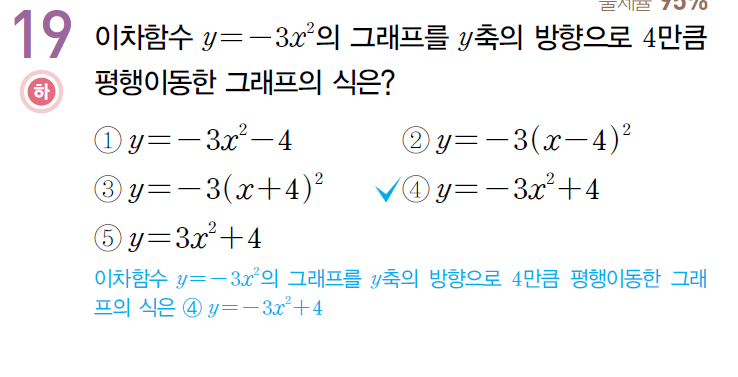 출제율 95%
19 이차함수 y=-3x²의 그래프를 y축의 방향으로 4만큼
하 평행이동한 그래프의 식은?
① y=-3x²-4 ② y=-3(x-4)²
③ y=-3(x+4)² ✓④ y=-3x²+4
⑤ y=3x²+4
이차함수 y=-3x²의 그래프를 y축의 방향으로 4만큼 평행이동한 그래
프의 식은 ④ y=-3x²+4